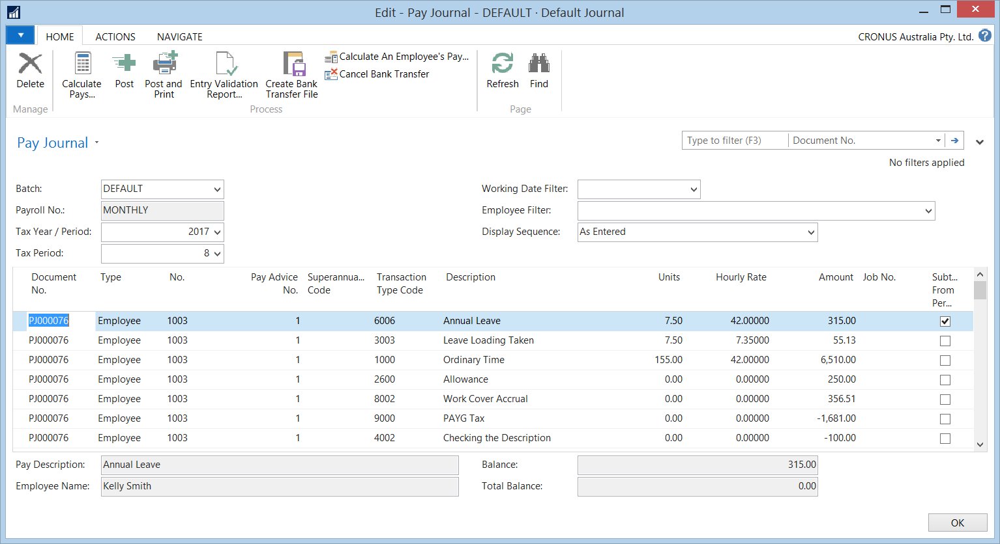 Edit - Pay Journal - DEFAULT · Default Journal
HOME ACTIONS NAVIGATE CRONUS Australia Pty. Ltd. ?
Delete
Manage
Calculate
Pays...
Post
Post and
Print
Entry Validation
Report...
Create Bank
Transfer File
Calculate An Employee's Pay...
Cancel Bank Transfer
Process
Refresh
Find
Page
Pay Journal
Type to filter (F3) Document No.
No filters applied
Batch: DEFAULT
Payroll No.: MONTHLY
Tax Year / Period: 2017
Tax Period: 8
Working Date Filter:
Employee Filter:
Display Sequence: As Entered
Document
No.
Type
No.
Pay Advice
No.
Superannua...
Code
Transaction
Type Code
Description
Units
Hourly Rate
Amount
Job No.
Subt...
From
Per...
PJ000076 Employee 1003 1 6006 Annual Leave 7.50 42.00000 315.00
PJ000076 Employee 1003 1 3003 Leave Loading Taken 7.50 7.35000 55.13
PJ000076 Employee 1003 1 1000 Ordinary Time 155.00 42.00000 6,510.00
PJ000076 Employee 1003 1 2600 Allowance 0.00 0.00000 250.00
PJ000076 Employee 1003 1 8002 Work Cover Accrual 0.00 0.00000 356.51
PJ000076 Employee 1003 1 9000 PAYG Tax 0.00 0.00000 -1,681.00
PJ000076 Employee 1003 1 4002 Checking the Description 0.00 0.00000 -100.00
Pay Description: Annual Leave
Employee Name: Kelly Smith
Balance: 315.00
Total Balance: 0.00
OK